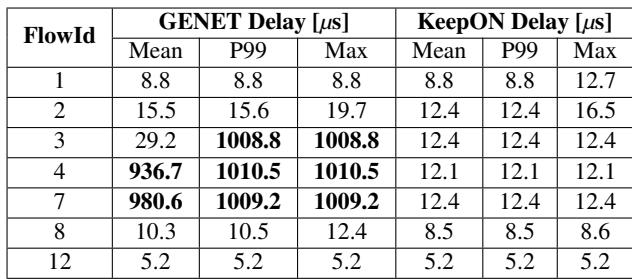 FlowId GENET Delay [μs] KeepON Delay [μs]
Mean P99 Max Mean P99 Max
1 8.8 8.8 8.8 8.8 8.8 12.7
2 15.5 15.6 19.7 12.4 12.4 16.5
3 29.2 1008.8 1008.8 12.4 12.4 12.4
4 936.7 1010.5 1010.5 12.1 12.1 12.1
7 980.6 1009.2 1009.2 12.4 12.4 12.4
8 10.3 10.5 12.4 8.5 8.5 8.6
12 5.2 5.2 5.2 5.2 5.2 5.2